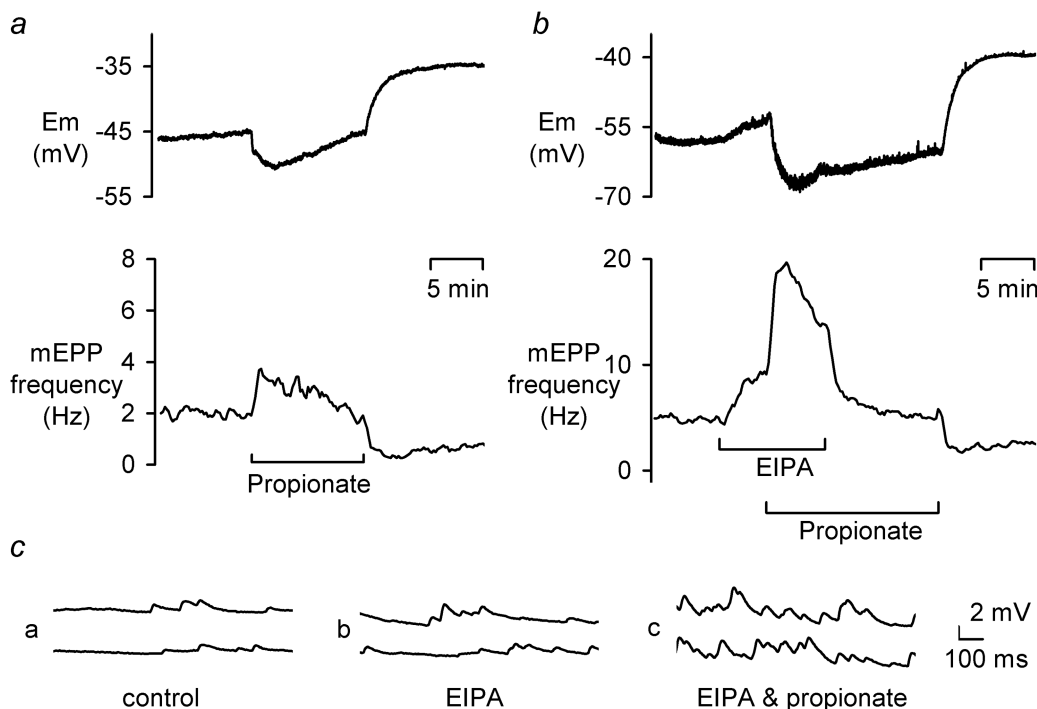 a
-35
-45
-55
Em
(mV)
8
6
4
2
0
mEPP
frequency
(Hz)
5 min
Propionate
b
-40
-55
-70
Em
(mV)
20
10
0
mEPP
frequency
(Hz)
5 min
EIPA
Propionate
c
a
control
b
EIPA
c
EIPA & propionate
2 mV
100 ms